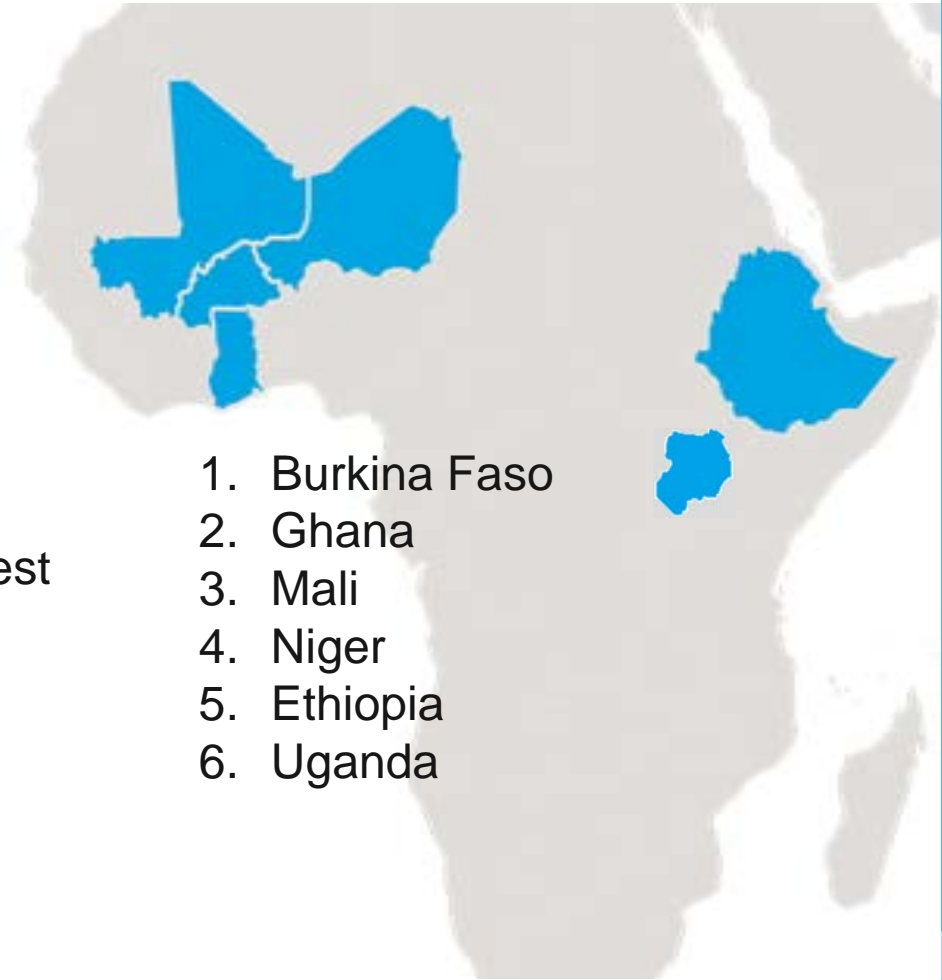 1. Burkina Faso
2. Ghana
est
3. Mali
4. Niger
5. Ethiopia
6. Uganda